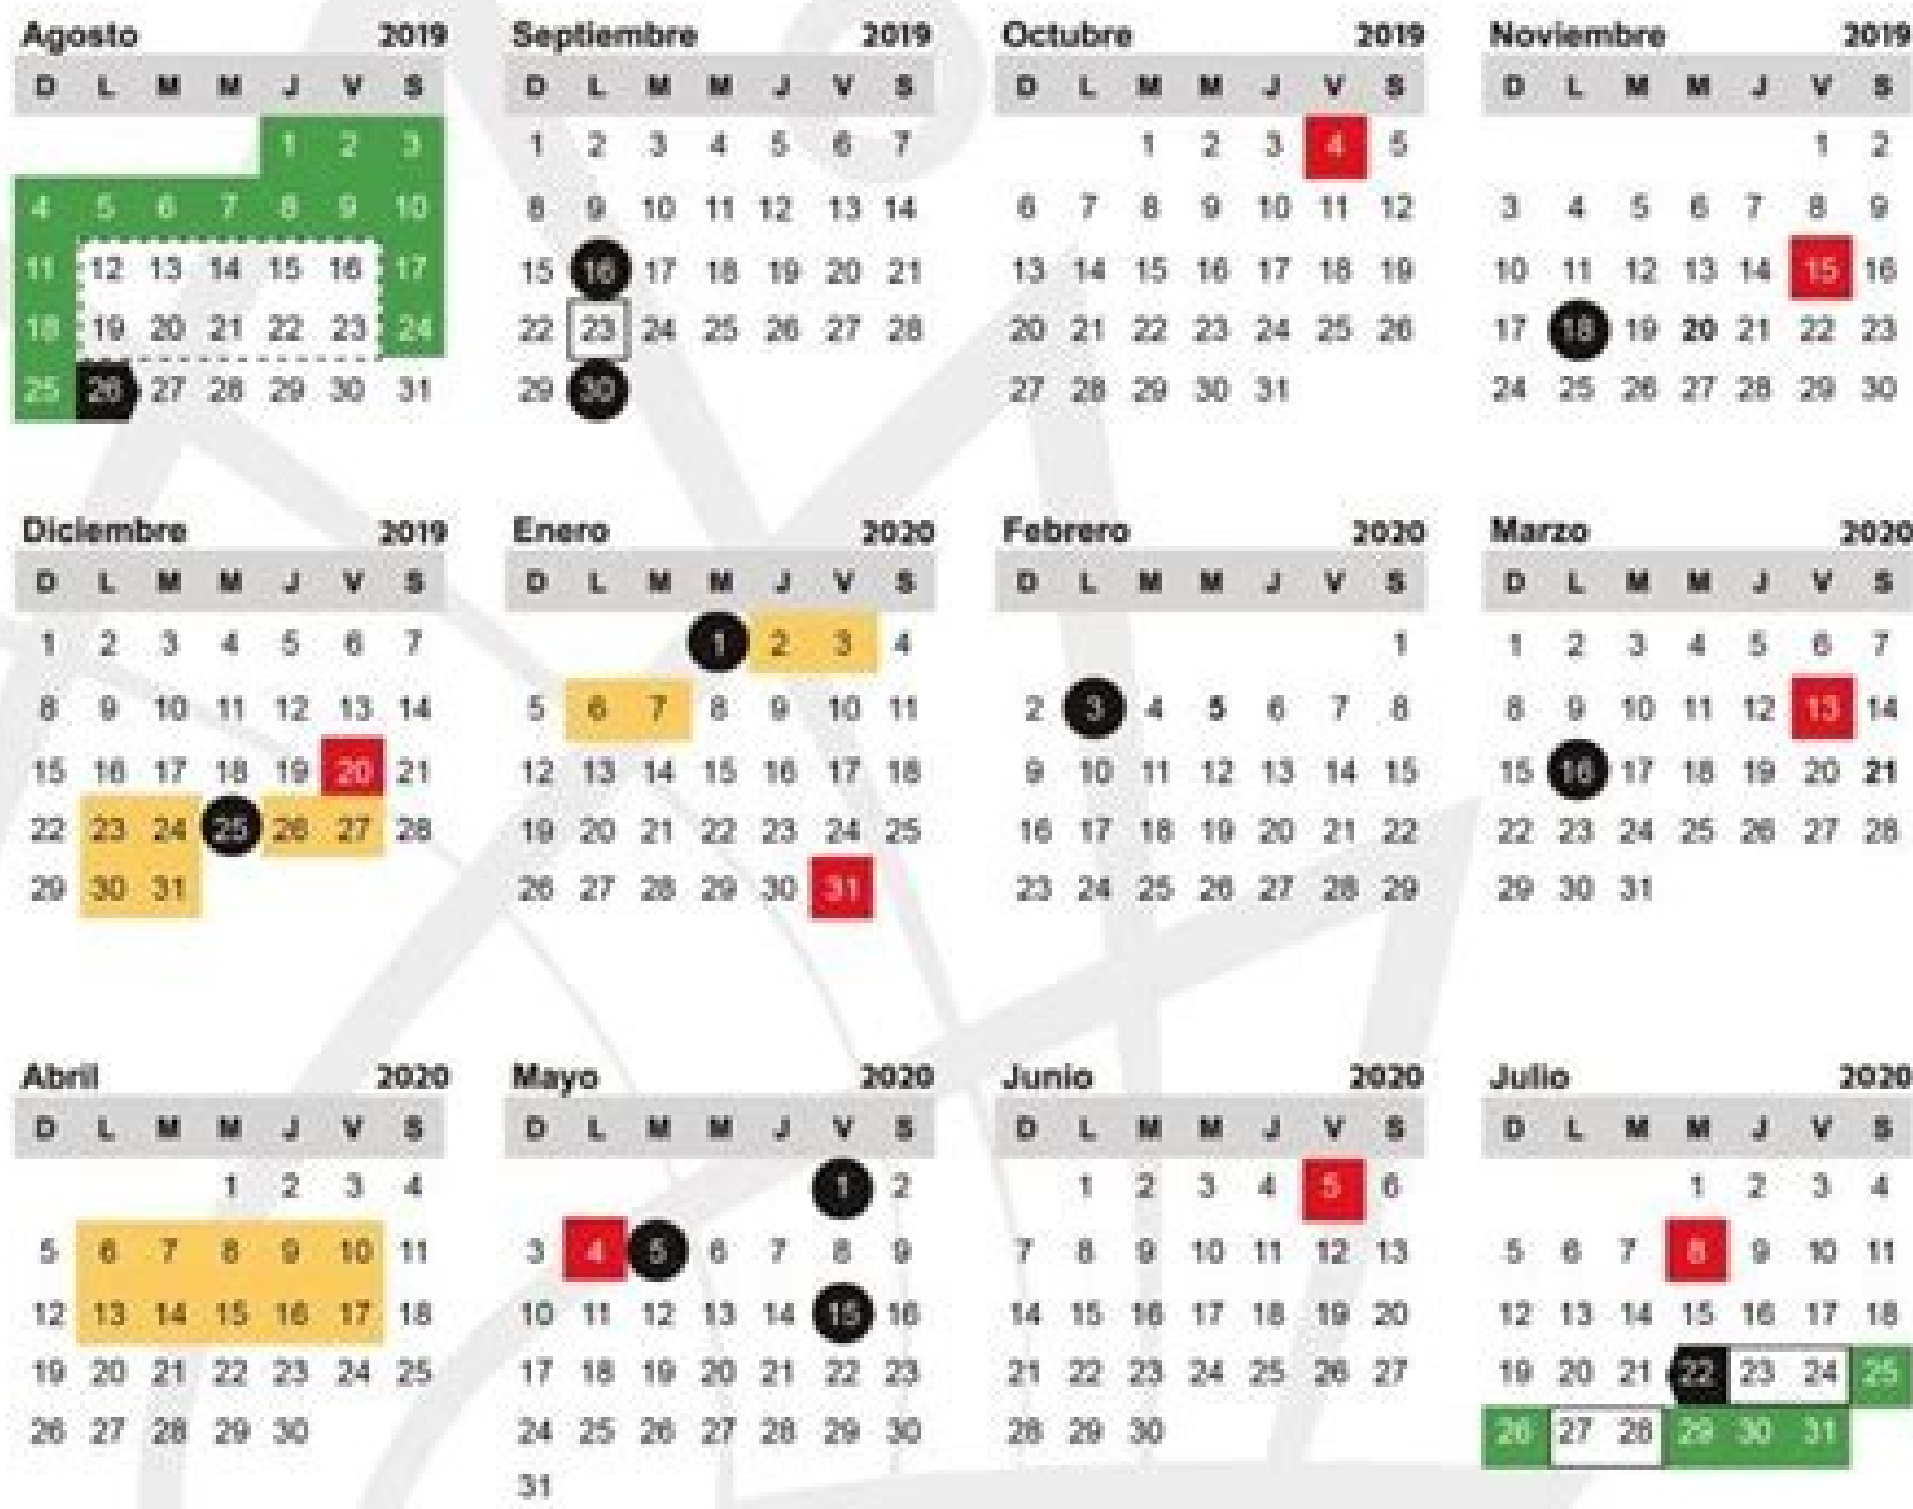 Agosto 2019
D L M M J V S
1 2 3
4 5 6 7 8 9 10
11 12 13 14 15 16 17
18 19 20 21 22 23 24
25 26 27 28 29 30 31
Septiembre 2019
D L M M J V S
1 2 3 4 5 6 7
8 9 10 11 12 13 14
15 16 17 18 19 20 21
22 23 24 25 26 27 28
29 30
Octubre 2019
D L M M J V S
1 2 3 4 5
6 7 8 9 10 11 12
13 14 15 16 17 18 19
20 21 22 23 24 25 26
27 28 29 30 31
Noviembre 2019
D L M M J V S
1 2
3 4 5 6 7 8 9
10 11 12 13 14 15 16
17 18 19 20 21 22 23
24 25 26 27 28 29 30
Diciembre 2019
D L M M J V S
1 2 3 4 5 6 7
8 9 10 11 12 13 14
15 16 17 18 19 20 21
22 23 24 25 26 27 28
29 30 31
Enero 2020
D L M M J V S
1 2 3 4
5 6 7 8 9 10 11
12 13 14 15 16 17 18
19 20 21 22 23 24 25
26 27 28 29 30 31
Febrero 2020
D L M M J V S
1
2 3 4 5 6 7 8
9 10 11 12 13 14 15
16 17 18 19 20 21 22
23 24 25 26 27 28 29
Marzo 2020
D L M M J V S
1 2 3 4 5 6 7
8 9 10 11 12 13 14
15 16 17 18 19 20 21
22 23 24 25 26 27 28
29 30 31
Abril 2020
D L M M J V S
1 2 3 4
5 6 7 8 9 10 11
12 13 14 15 16 17 18
19 20 21 22 23 24 25
26 27 28 29 30
Mayo 2020
D L M M J V S
1 2
3 4 5 6 7 8 9
10 11 12 13 14 15 16
17 18 19 20 21 22 23
24 25 26 27 28 29 30
31
Junio 2020
D L M M J V S
1 2 3 4 5 6
7 8 9 10 11 12 13
14 15 16 17 18 19 20
21 22 23 24 25 26 27
28 29 30
Julio 2020
D L M M J V S
1 2 3 4
5 6 7 8 9 10 11
12 13 14 15 16 17 18
19 20 21 22 23 24 25
26 27 28 29 30 31